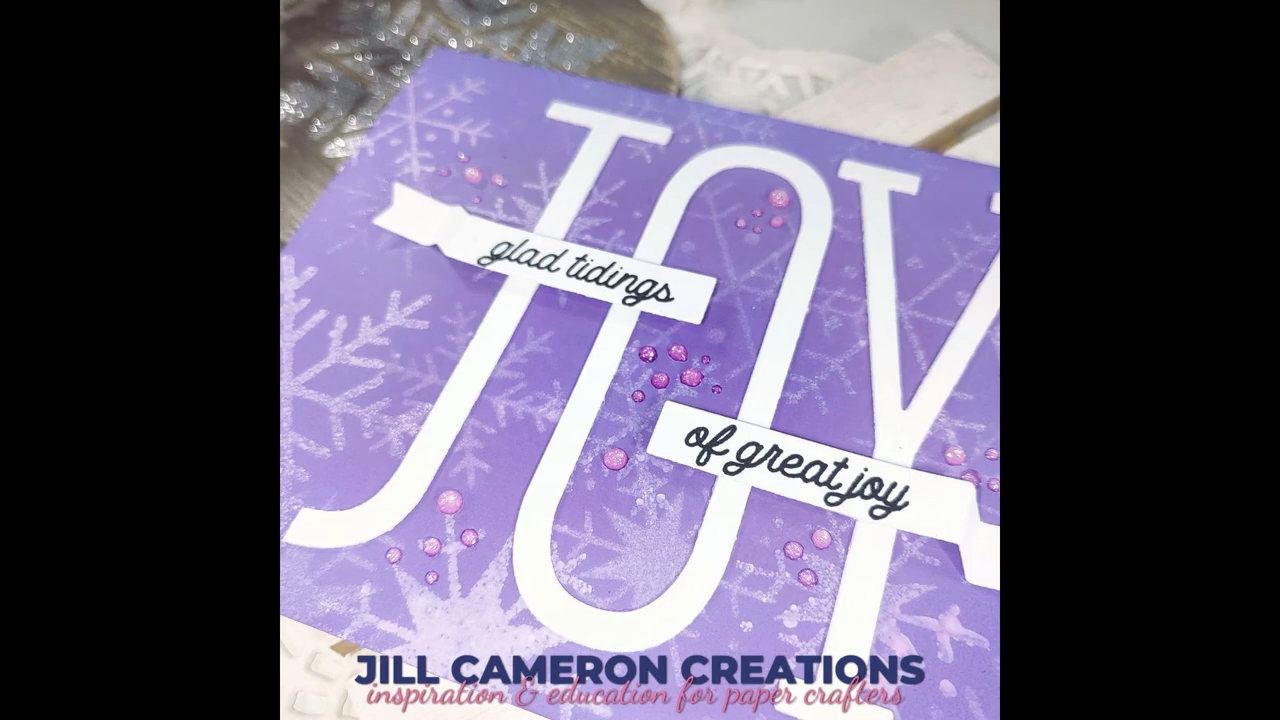 JOY
glad tidings
of great joy
JILL CAMERON CREATIONS
inspiration & education for paper crafters